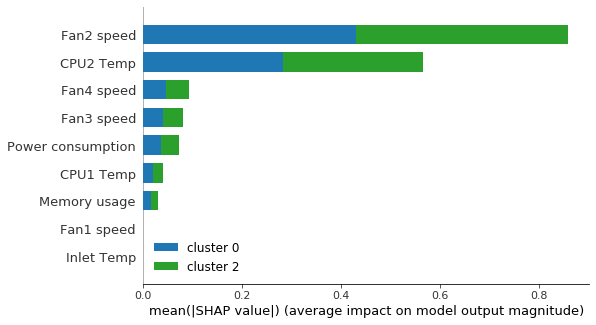 Fan2 speed
CPU2 Temp
Fan4 speed
Fan3 speed
Power consumption
CPU1 Temp
Memory usage
Fan1 speed
Inlet Temp
cluster 0
cluster 2
0.0 0.2 0.4 0.6 0.8
mean(|SHAP value|) (average impact on model output magnitude)